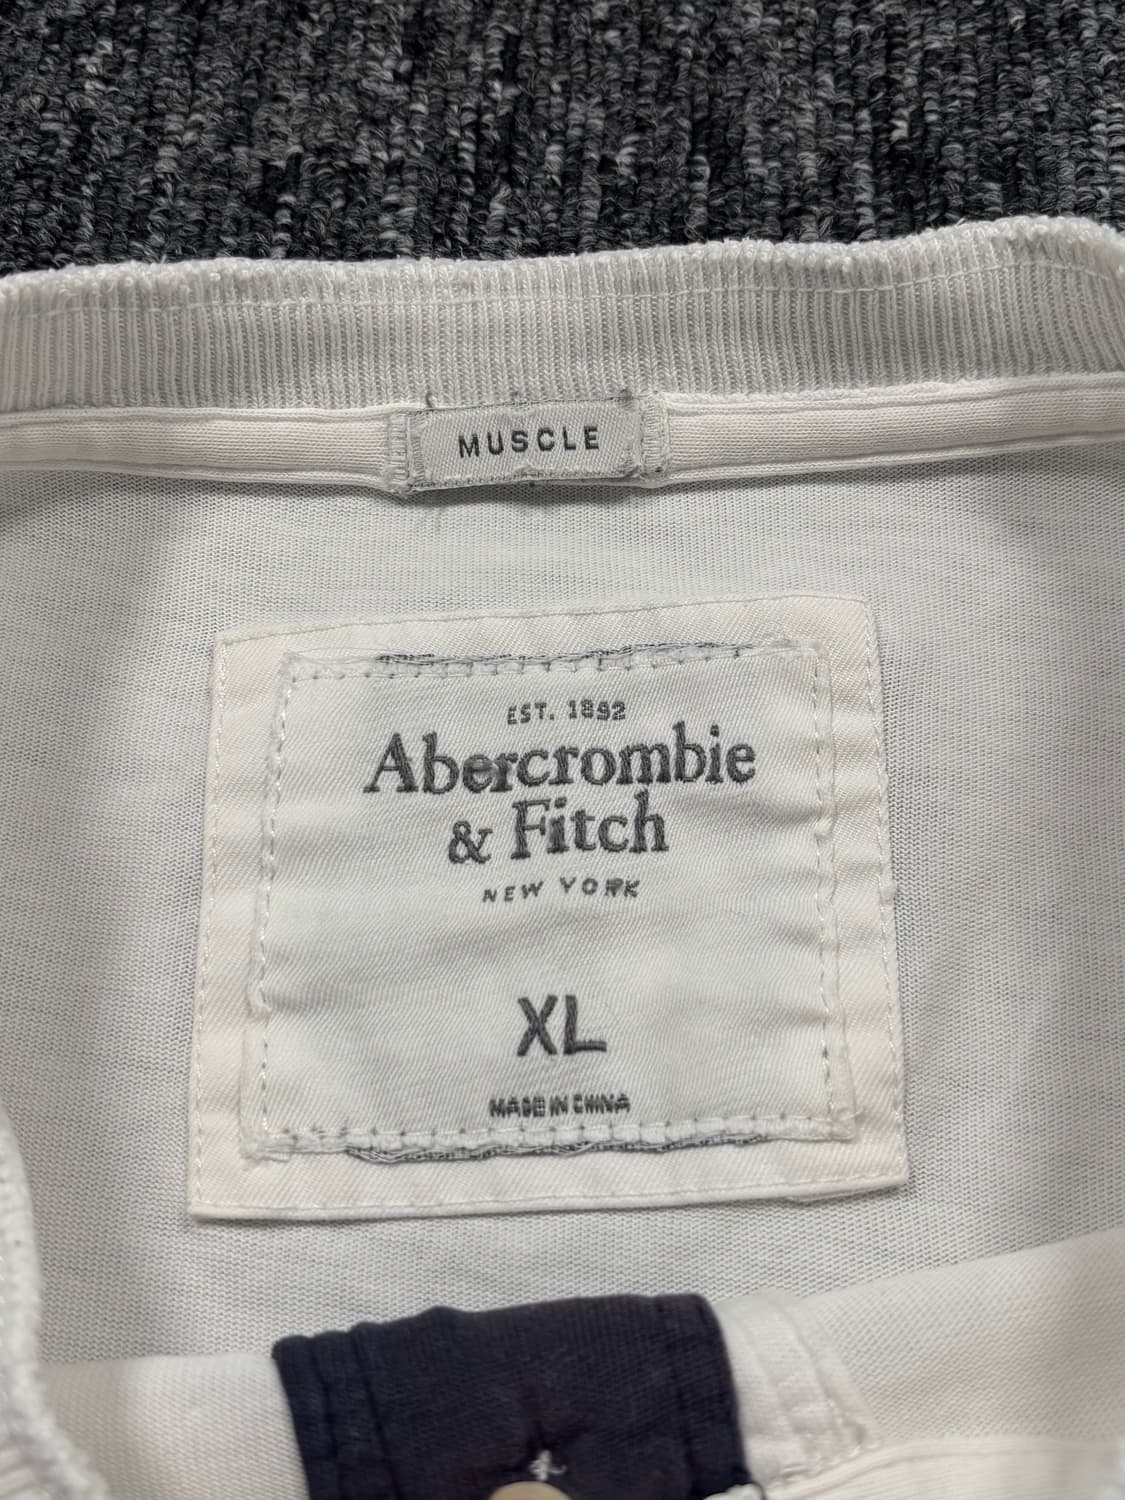 MUSCLE
EST. 1892
Abercrombie
& Fitch
NEW YORK
XL
MADE IN CHINA